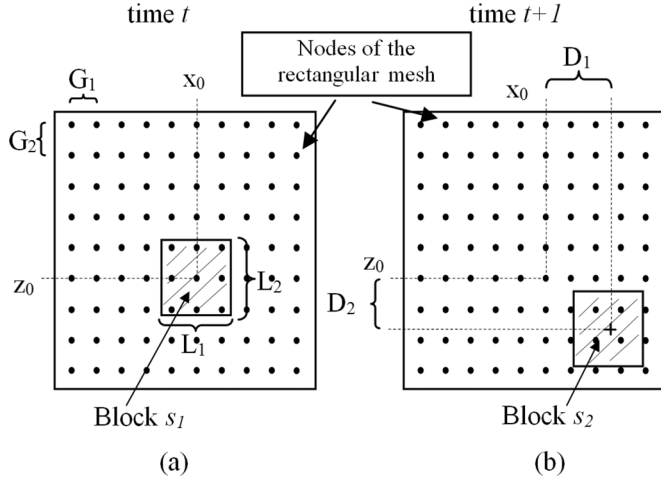 time t
time t+1
Nodes of the
rectangular mesh
G1
x0
D1
x0
G2
z0
L2
L1
z0
D2
Block s1
Block s2
(a)
(b)